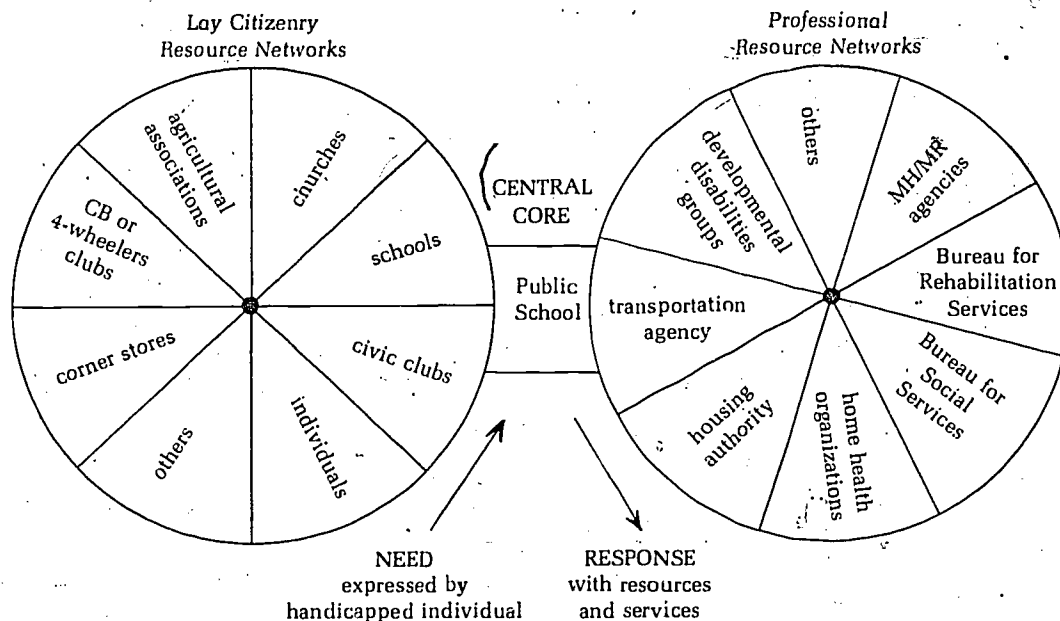 Lay Citizenry
Resource Networks
agricultural
associations
churches
CB or
4-wheelers
clubs
schools
corner stores
civic clubs
others
individuals
CENTRAL
CORE
Public
School
NEED
expressed by
handicapped individual
RESPONSE
with resources
and services
Professional
Resource Networks
developmental
disabilities
groups
others
MH/MR
agencies
Bureau for
Rehabilitation
Services
transportation
agency
Bureau for
Social
Services
housing
authority
home health
organizations